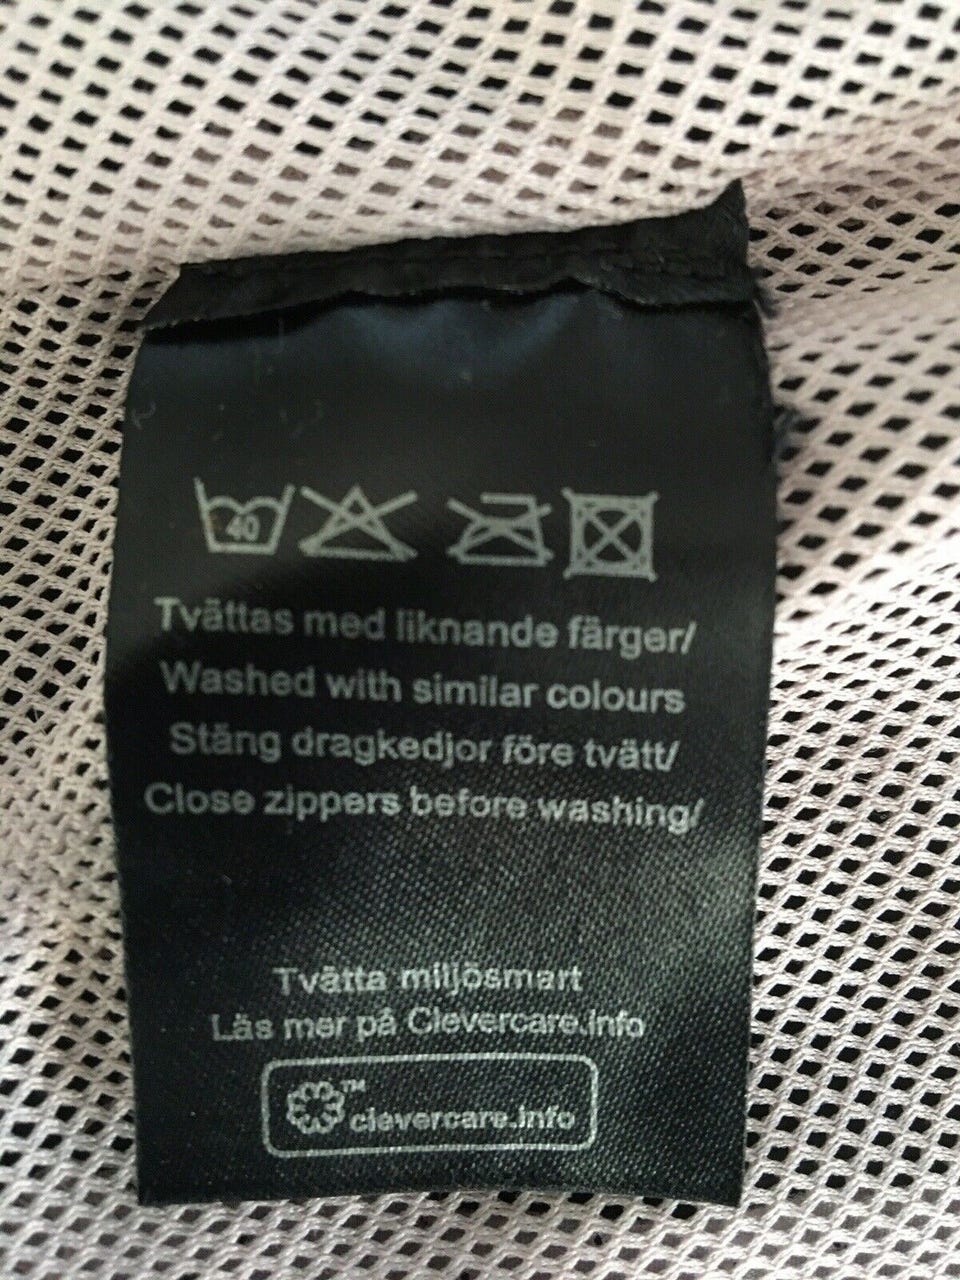 40
Tvättas med liknande färger/
Washed with similar colours
Stäng dragkedjor före tvätt/
Close zippers before washing/
Tvätta miljösmart
Läs mer på Clevercare.info
™
clevercare.info